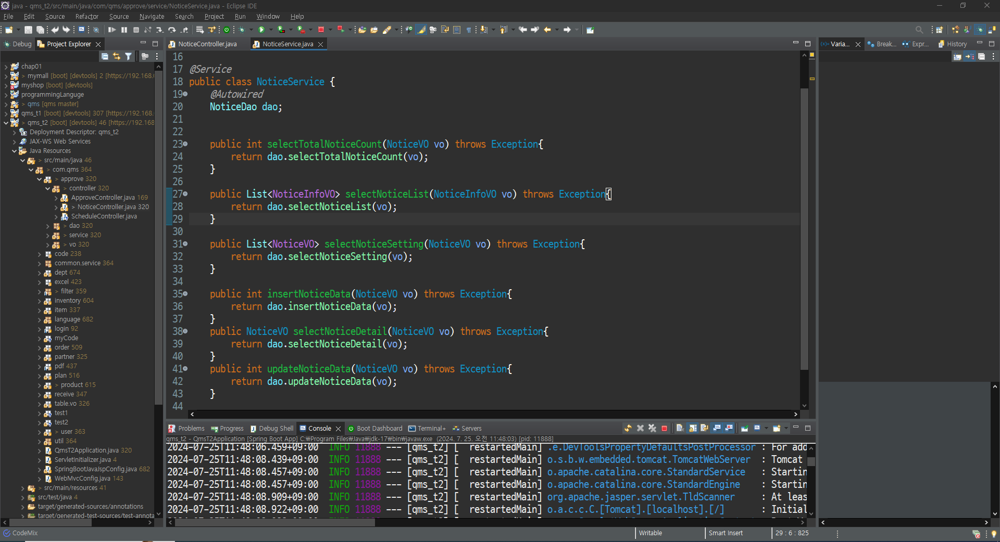 java - qms_t2/src/main/java/com/qms/approve/service/NoticeService.java - Eclipse IDE
File Edit Source Refactor Source Navigate Search Project Run Window Help
Debug Project Explorer
chap01
> mymall [boot] [devtools] 2 [https://192.168.
myshop [boot] [devtools]
programmingLanguge
> qms [qms master]
qms_t1 [boot] [devtools] 307 [https://192.168.
> qms_t2 [boot] [devtools] 46 [https://192.168
Deployment Descriptor: qms_t2
JAX-WS Web Services
Java Resources
> src/main/java 46
> com.qms 364
> approve 320
> controller 320
ApproveController.java 169
> NoticeController.java 320
ScheduleController.java
> dao 320
> service 320
> vo 320
code 238
common.service 364
dept 674
excel 423
> filter 359
inventory 604
item 337
language 682
login 92
myCode
order 509
partner 325
pdf 437
plan 516
> product 615
receive 347
table.vo 326
test1
test2
> user 363
util 364
QmsT2Application.java 320
ServletInitializer.java 4
SpringBootJavaJspConfig.java 682
WebMvcConfig.java 143
> src/main/resources 41
src/test/java 4
target/generated-sources/annotations
target/generated-test-sources/test-annota
NoticeController.java NoticeService.java
16
17 @Service
18 public class NoticeService {
19 @Autowired
20 NoticeDao dao;
21
22
23 public int selectTotalNoticeCount(NoticeVO vo) throws Exception{
24 return dao.selectTotalNoticeCount(vo);
25 }
26
27 public List<NoticeInfoVO> selectNoticeList(NoticeInfoVO vo) throws Exception{
28 return dao.selectNoticeList(vo);
29 }
30
31 public List<NoticeVO> selectNoticeSetting(NoticeVO vo) throws Exception{
32 return dao.selectNoticeSetting(vo);
33 }
34
35 public int insertNoticeData(NoticeVO vo) throws Exception{
36 return dao.insertNoticeData(vo);
37 }
38 public NoticeVO selectNoticeDetail(NoticeVO vo) throws Exception{
39 return dao.selectNoticeDetail(vo);
40 }
41 public int updateNoticeData(NoticeVO vo) throws Exception{
42 return dao.updateNoticeData(vo);
43 }
44
(x)= Varia... Break... Expr... History
Problems Progress Debug Shell Console Boot Dashboard Terminal+ Servers
qms_t2 - QmsT2Application [Spring Boot App] C:₩Program Files₩Java₩jdk-17₩bin₩javaw.exe (2024. 7. 25. 오전 11:48:03) [pid: 11888]
2024-07-25T11:48:06.459+09:00 INFO 11888 --- [qms_t2] [ restartedMain] .e.DevToolsPropertyDefaultsPostProcessor : For add
2024-07-25T11:48:08.439+09:00 INFO 11888 --- [qms_t2] [ restartedMain] o.s.b.w.embedded.tomcat.TomcatWebServer : Tomcat
2024-07-25T11:48:08.457+09:00 INFO 11888 --- [qms_t2] [ restartedMain] o.apache.catalina.core.StandardService : Startin
2024-07-25T11:48:08.457+09:00 INFO 11888 --- [qms_t2] [ restartedMain] o.apache.catalina.core.StandardEngine : Startin
2024-07-25T11:48:08.909+09:00 INFO 11888 --- [qms_t2] [ restartedMain] org.apache.jasper.servlet.TldScanner : At leas
2024-07-25T11:48:08.922+09:00 INFO 11888 --- [qms_t2] [ restartedMain] o.a.c.c.C.[Tomcat].[localhost].[/] : Initial
CodeMix Writable Smart Insert 29 : 6 : 825